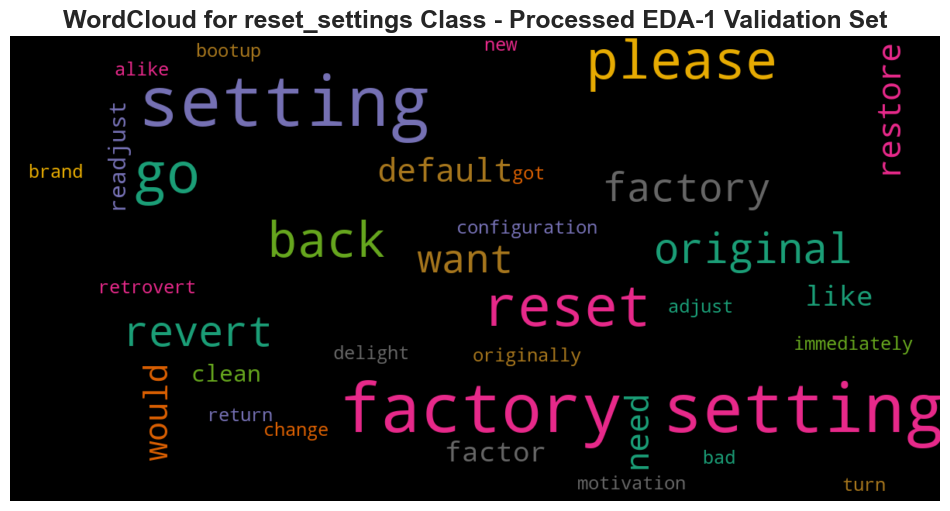 WordCloud for reset_settings Class - Processed EDA-1 Validation Set
bootup
new
please
restore
alike
setting
readjust
brand
go
default
got
factory
back
configuration
want
original
retrovert
reset
adjust
like
revert
delight
originally
immediately
would
clean
return
change
factory setting
need
factor
bad
motivation
turn